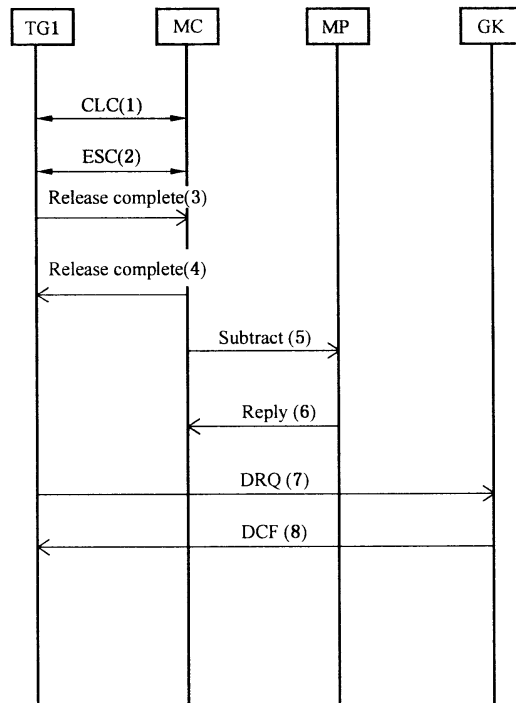 TG1 MC MP GK
CLC(1)
ESC(2)
Release complete(3)
Release complete(4)
Subtract (5)
Reply (6)
DRQ (7)
DCF (8)